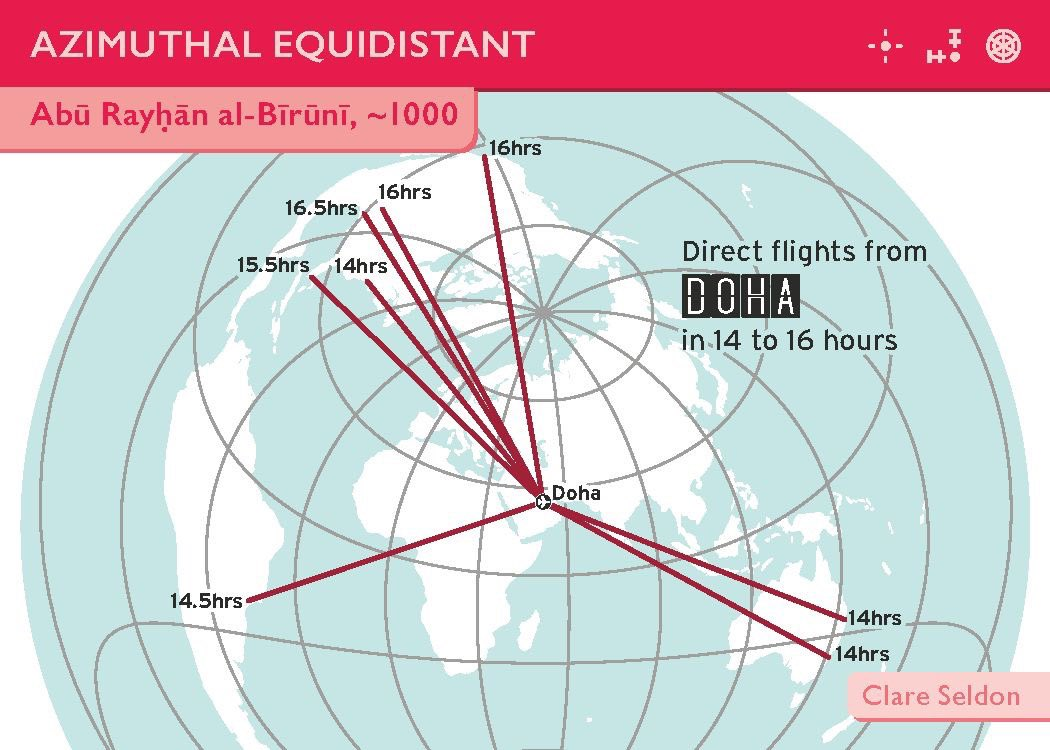 AZIMUTHAL EQUIDISTANT
Abū Rayḥān al-Bīrūnī, ~1000
16hrs
16hrs
16.5hrs
15.5hrs
14hrs
Direct flights from
DOHA
in 14 to 16 hours
Doha
14.5hrs
14hrs
14hrs
Clare Seldon